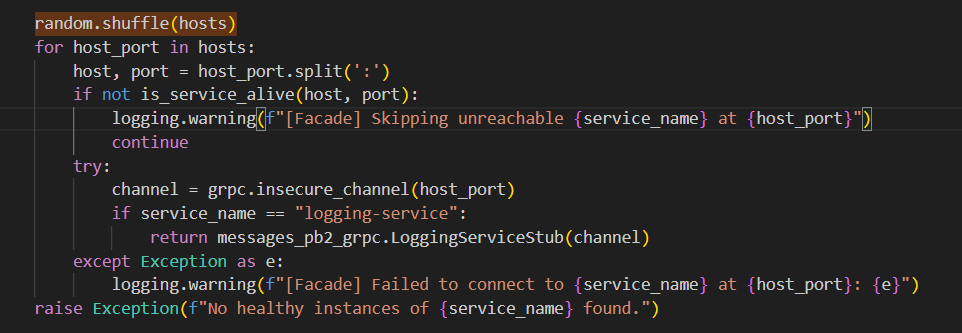 random.shuffle(hosts)
for host_port in hosts:
    host, port = host_port.split(':')
    if not is_service_alive(host, port):
        logging.warning(f"[Facade] Skipping unreachable {service_name} at {host_port}")
        continue
    try:
        channel = grpc.insecure_channel(host_port)
        if service_name == "logging-service":
            return messages_pb2_grpc.LoggingServiceStub(channel)
    except Exception as e:
        logging.warning(f"[Facade] Failed to connect to {service_name} at {host_port}: {e}")
raise Exception(f"No healthy instances of {service_name} found.")